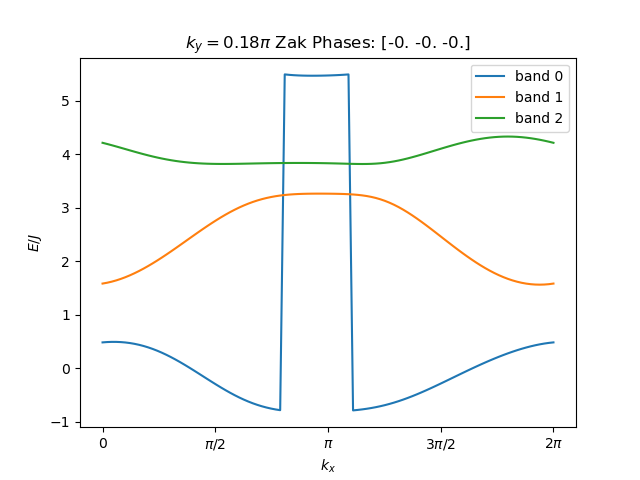 k_y = 0.18π Zak Phases: [-0. -0. -0.]
band 0
band 1
band 2
5
4
3
2
1
0
−1
E/J
0
π/2
π
3π/2
2π
k_x